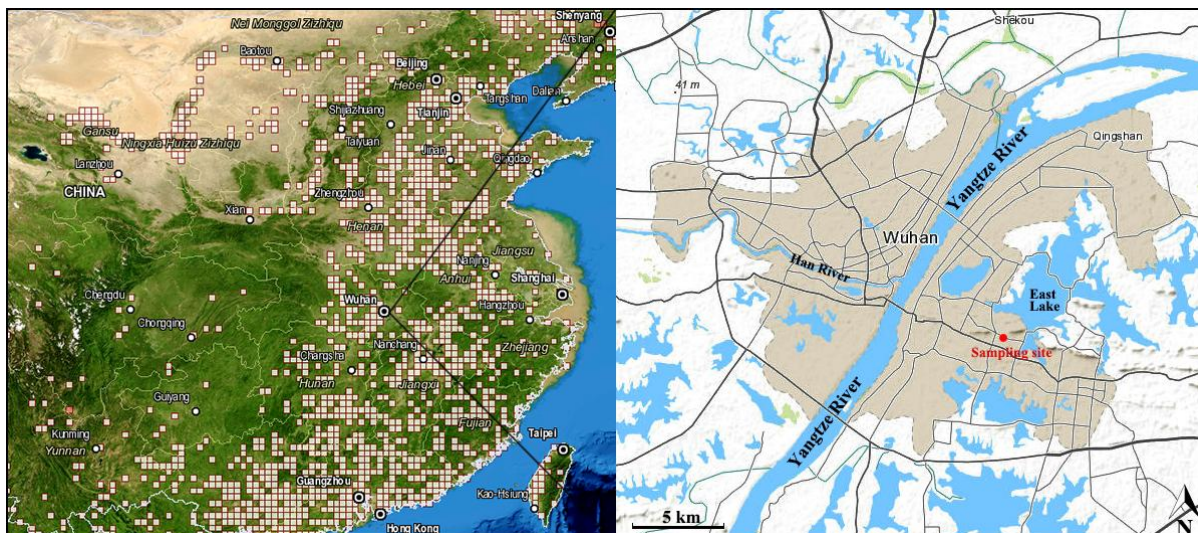 Nei Monggol Zizhiqu
Shenyang
Anshan
Baotou
Beijing
Hebei
Dalian
Tangshan
Tianjin
Shijiazhuang
Gansu
Ningxia Huizu Zizhiqu
Taiyuan
Jinan
Qingdao
Lanzhou
CHINA
Zhengzhou
Xian
Henan
Jiangsu
Nanjing
Anhui
Shanghai
Chengdu
Wuhan
Hangzhou
Chongqing
Nanchang
Zhejiang
Changsha
Hunan
Jiangxi
Guiyang
Fujian
Kunming
Yunnan
Taipei
Guangzhou
Kao-Hsiung
Hong Kong
Shekou
41 m
Qingshan
Yangtze River
Wuhan
Han River
East
Lake
Sampling site
Yangtze River
5 km
N